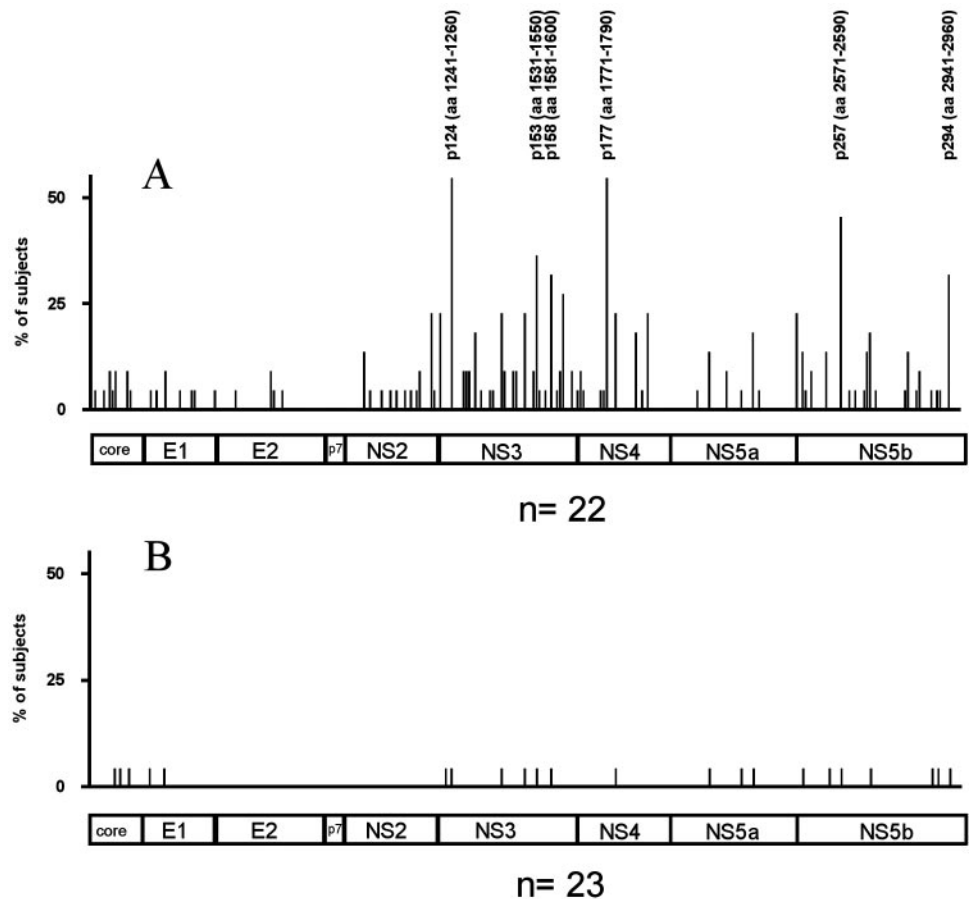 p124 (aa 1241-1260)
p153 (aa 1531-1550)
p158 (aa 1581-1600)
p177 (aa 1771-1790)
p257 (aa 2571-2590)
p294 (aa 2941-2960)
A
% of subjects
50
25
0
core E1 E2 p7 NS2 NS3 NS4 NS5a NS5b
n= 22
B
% of subjects
50
25
0
core E1 E2 p7 NS2 NS3 NS4 NS5a NS5b
n= 23